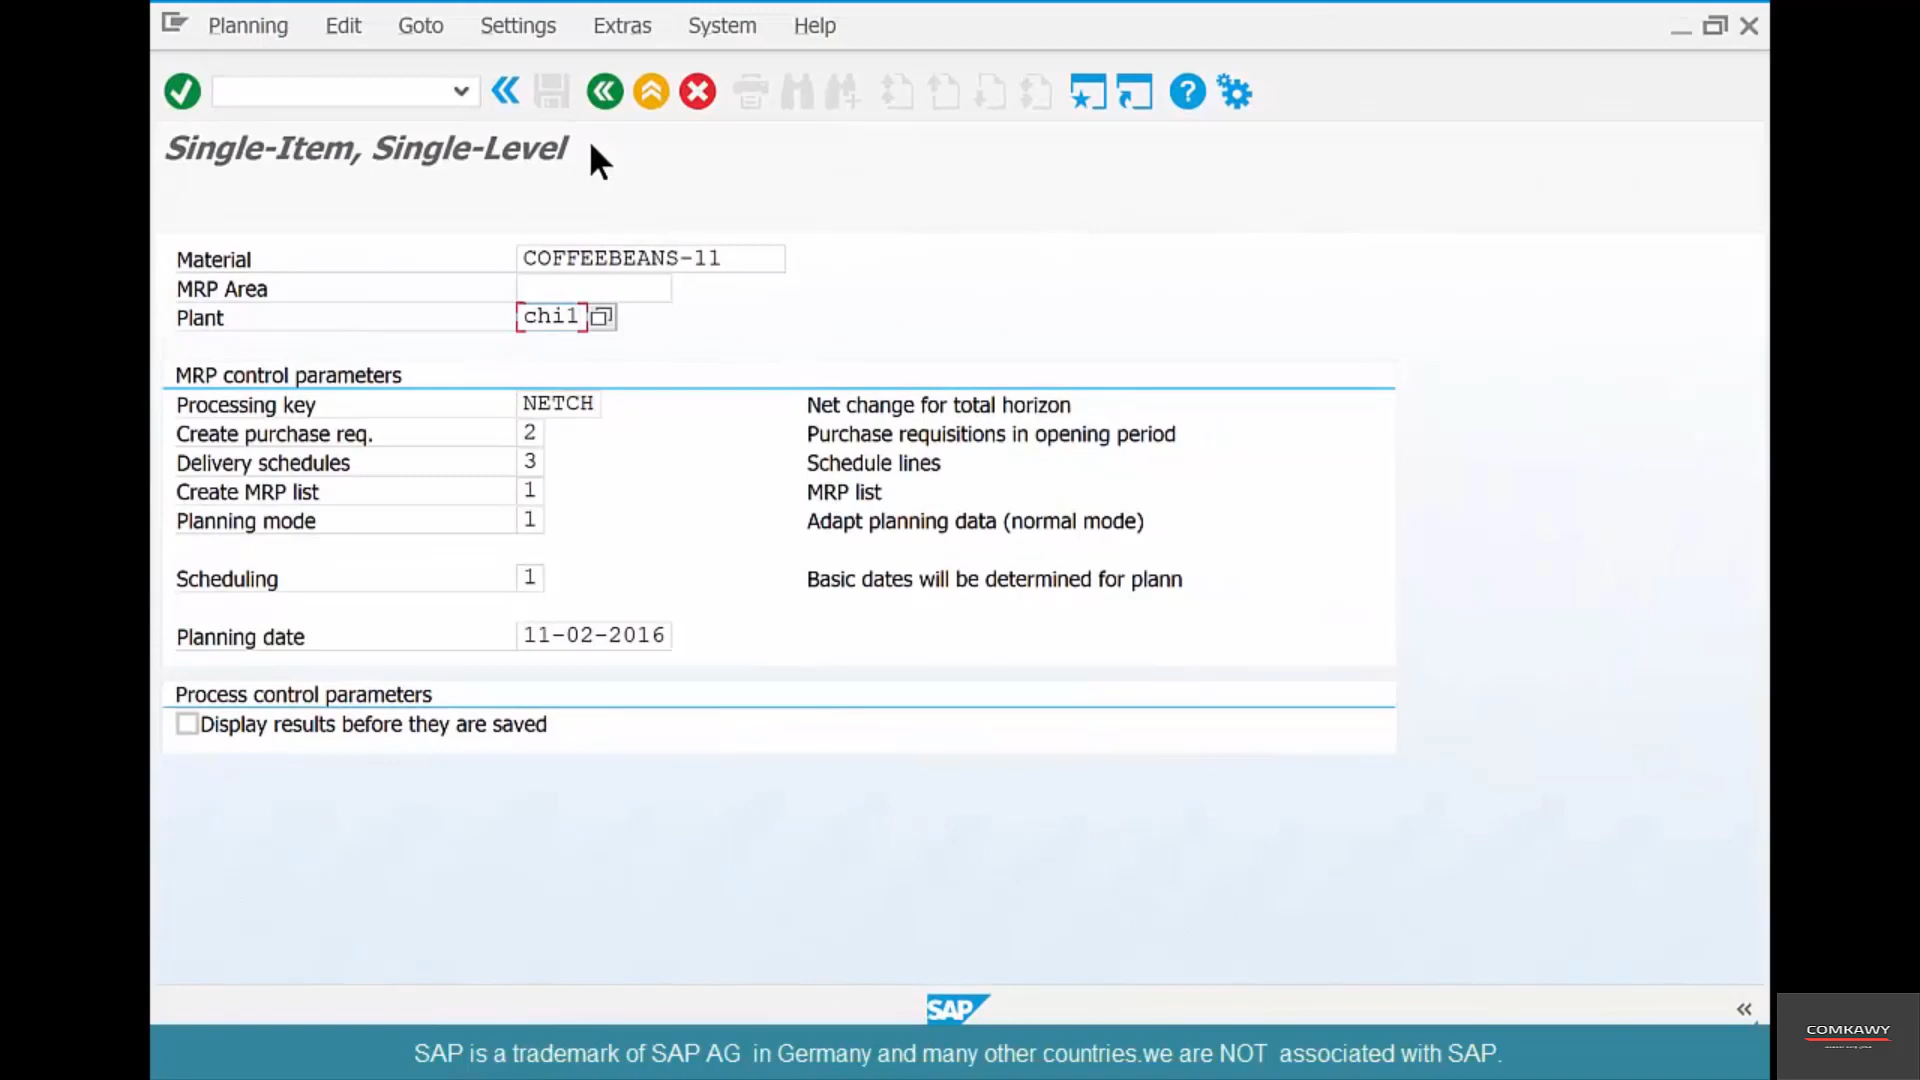 Planning Edit Goto Settings Extras System Help
Single-Item, Single-Level
Material COFFEEBEANS-11
MRP Area
Plant chi1
MRP control parameters
Processing key NETCH Net change for total horizon
Create purchase req. 2 Purchase requisitions in opening period
Delivery schedules 3 Schedule lines
Create MRP list 1 MRP list
Planning mode 1 Adapt planning data (normal mode)
Scheduling 1 Basic dates will be determined for plann
Planning date 11-02-2016
Process control parameters
Display results before they are saved
SAP
SAP is a trademark of SAP AG in Germany and many other countries.we are NOT associated with SAP.
COMKAWY